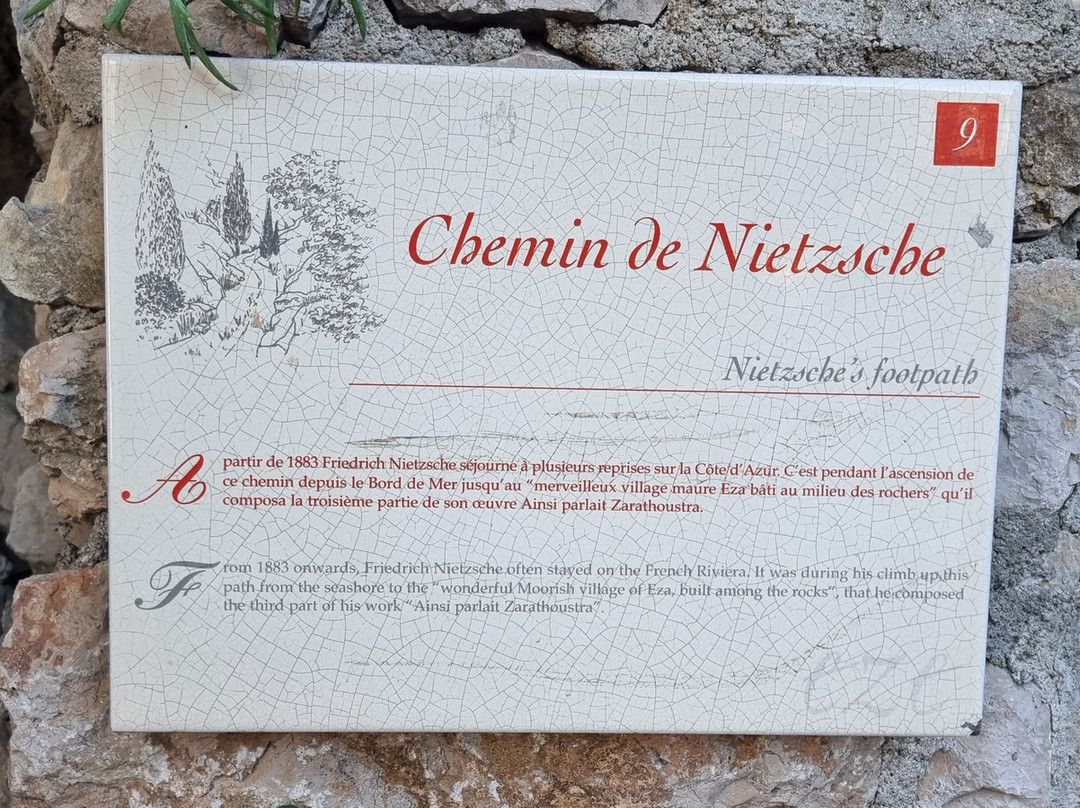 9
Chemin de Nietzsche
Nietzsche's footpath
A partir de 1883 Friedrich Nietzsche séjourne à plusieurs reprises sur la Côte d'Azur. C'est pendant l'ascension de
ce chemin depuis le Bord de Mer jusqu'au "merveilleux village maure Eza bâti au milieu des rochers" qu'il
composa la troisième partie de son œuvre Ainsi parlait Zarathoustra.
From 1883 onwards, Friedrich Nietzsche often stayed on the French Riviera. It was during his climb up this
path from the seashore to the "wonderful Moorish village of Eza, built among the rocks", that he composed
the third part of his work "Ainsi parlait Zarathoustra".
eze